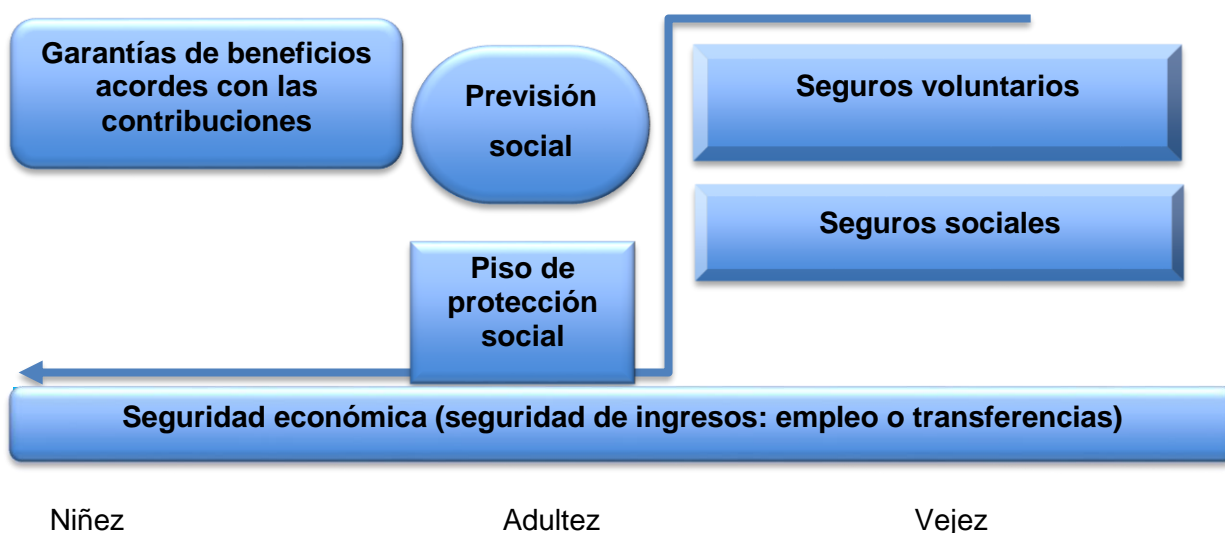 Garantías de beneficios
acordes con las
contribuciones
Previsión
social
Seguros voluntarios
Seguros sociales
Piso de
protección
social
Seguridad económica (seguridad de ingresos: empleo o transferencias)
Niñez
Adultez
Vejez